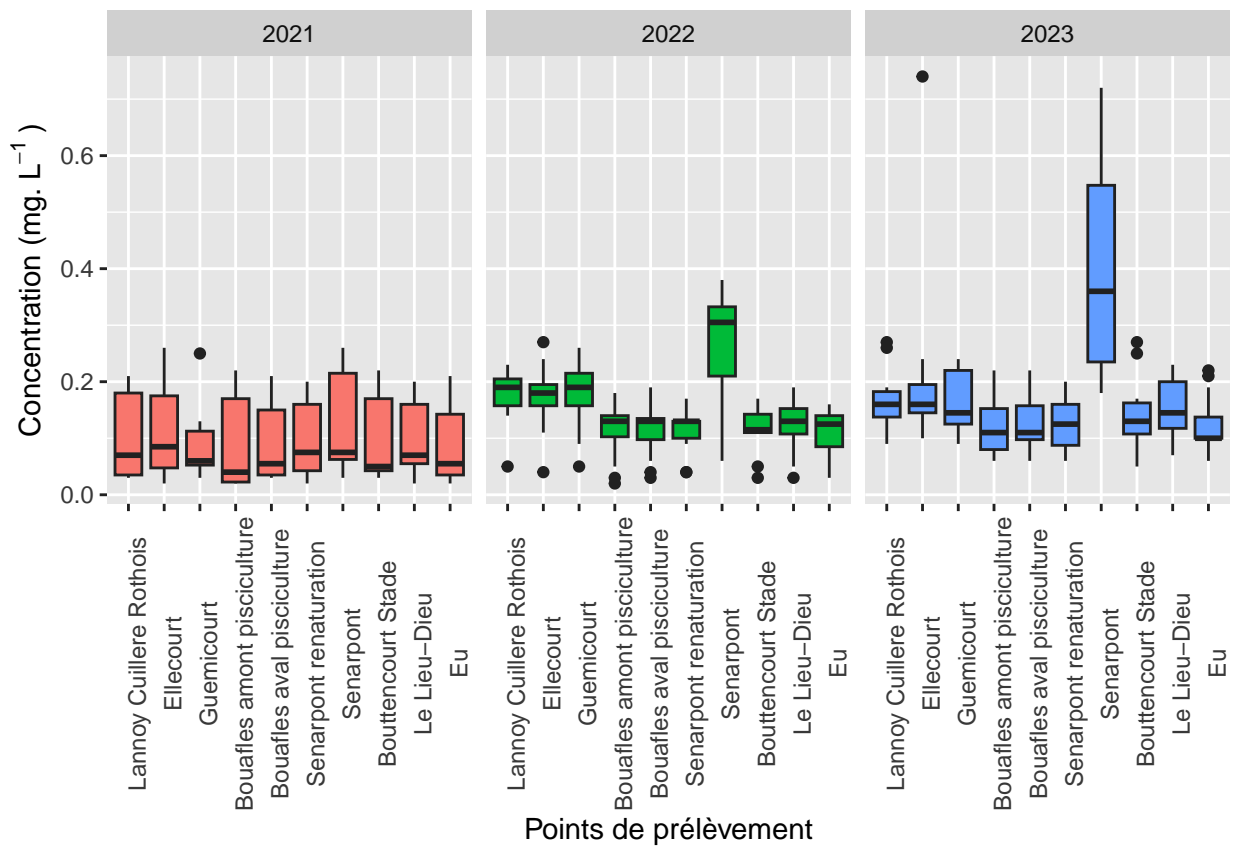 2021
2022
2023
Concentration (mg. L⁻¹ )
0.6
0.4
0.2
0.0
Lannoy Cuillere Rothois
Ellecourt
Guemicourt
Bouafles amont pisciculture
Bouafles aval pisciculture
Senarpont renaturation
Senarpont
Bouttencourt Stade
Le Lieu−Dieu
Eu
Lannoy Cuillere Rothois
Ellecourt
Guemicourt
Bouafles amont pisciculture
Bouafles aval pisciculture
Senarpont renaturation
Senarpont
Bouttencourt Stade
Le Lieu−Dieu
Eu
Lannoy Cuillere Rothois
Ellecourt
Guemicourt
Bouafles amont pisciculture
Bouafles aval pisciculture
Senarpont renaturation
Senarpont
Bouttencourt Stade
Le Lieu−Dieu
Eu
Points de prélèvement